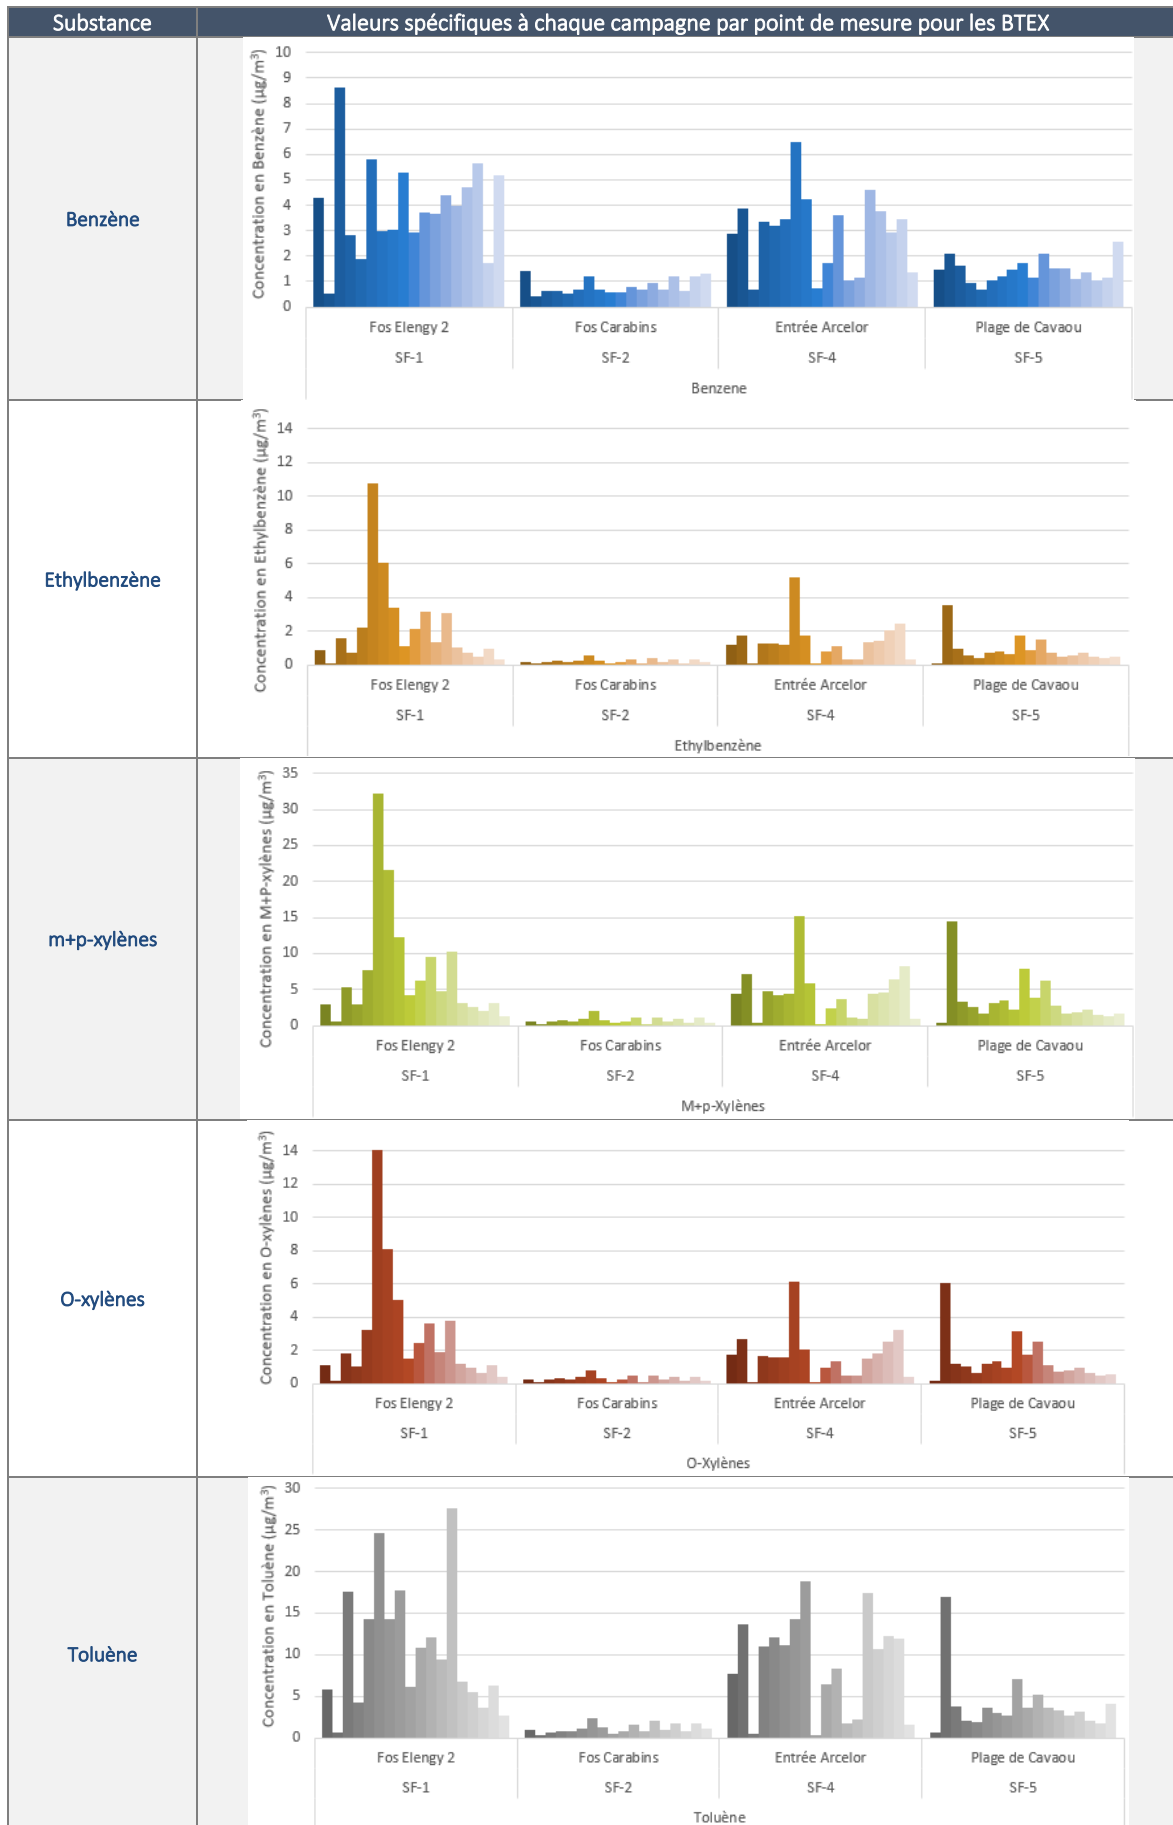 Substance
Valeurs spécifiques à chaque campagne par point de mesure pour les BTEX
Benzène
Concentration en Benzène (µg/m³)
10
9
8
7
6
5
4
3
2
1
0
Fos Elengy 2
Fos Carabins
Entrée Arcelor
Plage de Cavaou
SF-1
SF-2
SF-4
SF-5
Benzene
Ethylbenzène
Concentration en Ethylbenzène (µg/m³)
14
12
10
8
6
4
2
0
Fos Elengy 2
Fos Carabins
Entrée Arcelor
Plage de Cavaou
SF-1
SF-2
SF-4
SF-5
Ethylbenzène
m+p-xylènes
Concentration en M+P-xylènes (µg/m³)
35
30
25
20
15
10
5
0
Fos Elengy 2
Fos Carabins
Entrée Arcelor
Plage de Cavaou
SF-1
SF-2
SF-4
SF-5
M+p-Xylènes
O-xylènes
Concentration en O-xylènes (µg/m³)
14
12
10
8
6
4
2
0
Fos Elengy 2
Fos Carabins
Entrée Arcelor
Plage de Cavaou
SF-1
SF-2
SF-4
SF-5
O-Xylènes
Toluène
Concentration en Toluène (µg/m³)
30
25
20
15
10
5
0
Fos Elengy 2
Fos Carabins
Entrée Arcelor
Plage de Cavaou
SF-1
SF-2
SF-4
SF-5
Toluène